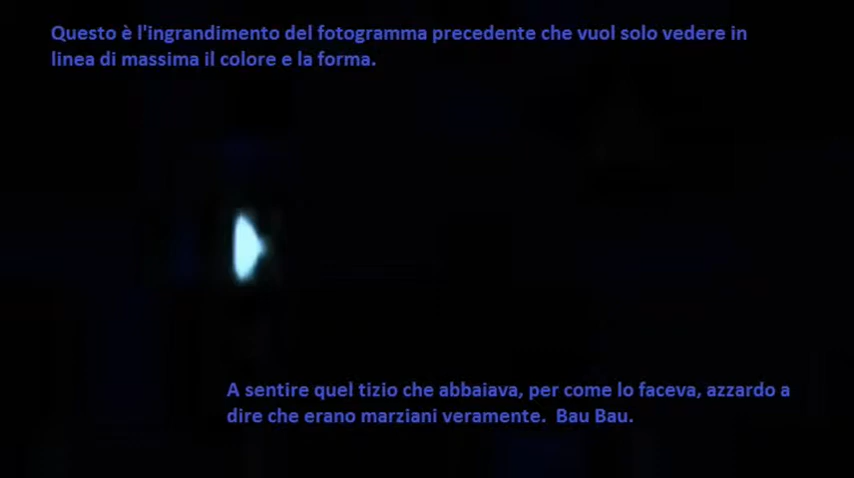 Questo è l'ingrandimento del fotogramma precedente che vuol solo vedere in
linea di massima il colore e la forma.
A sentire quel tizio che abbaiava, per come lo faceva, azzardo a
dire che erano marziani veramente.  Bau Bau.